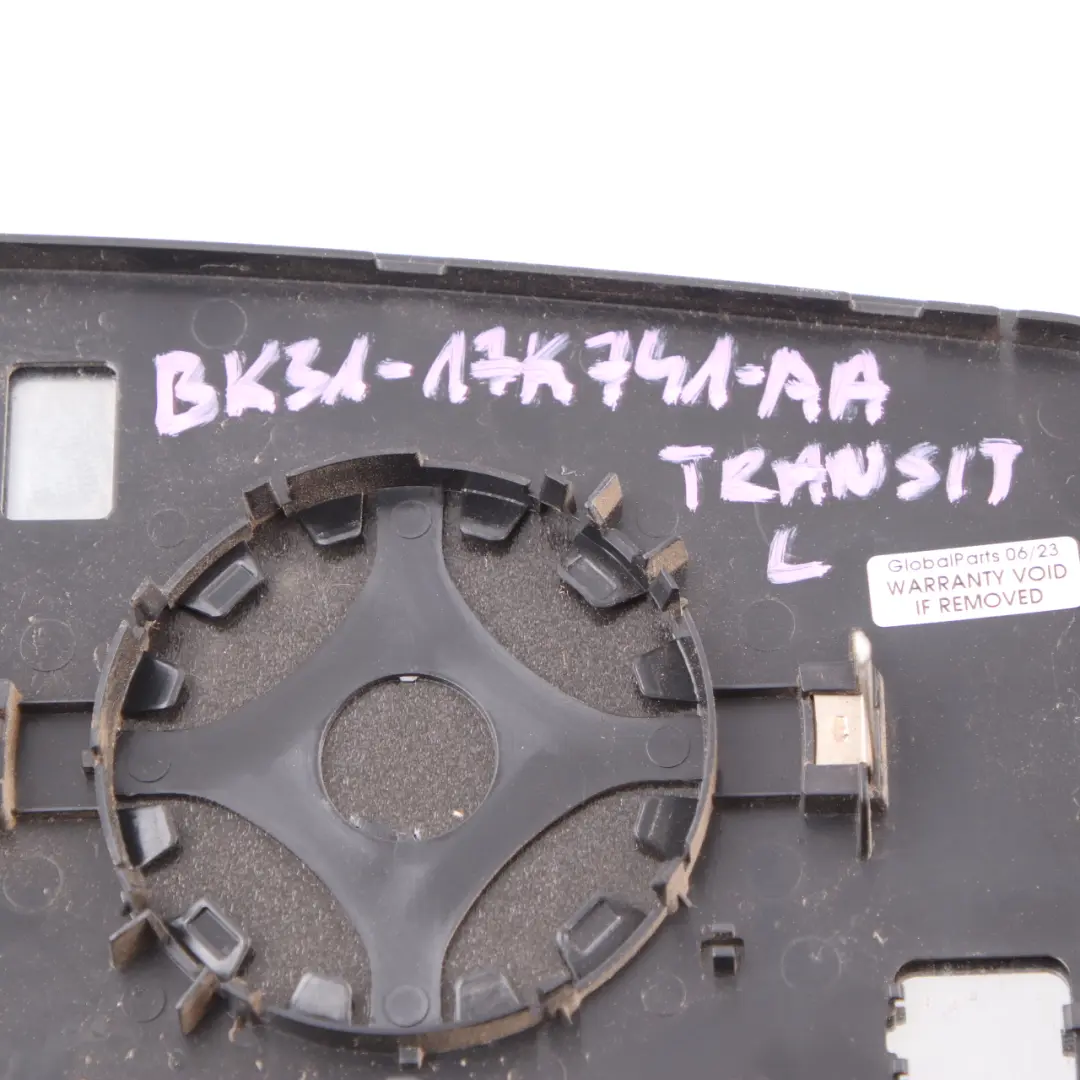 BK31-17K741-AA
TRANSIT
L
GlobalParts 06/23
WARRANTY VOID
IF REMOVED